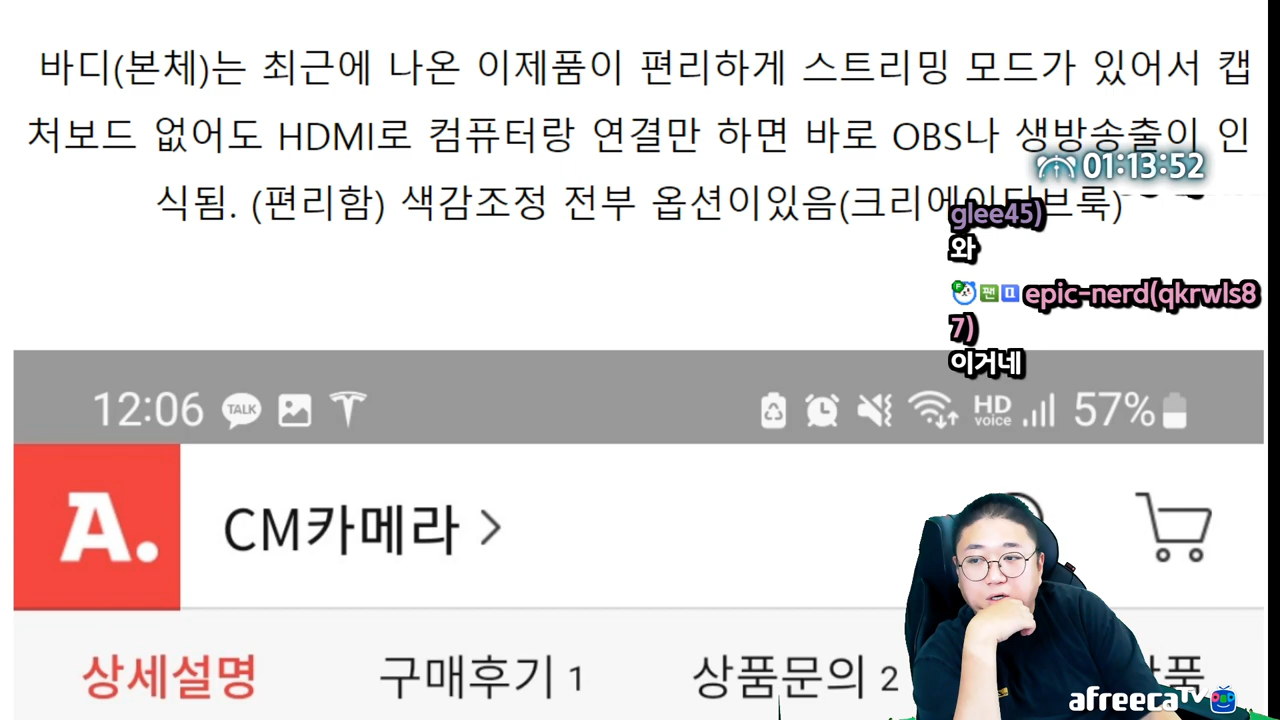 바디(본체)는 최근에 나온 이제품이 편리하게 스트리밍 모드가 있어서 캡
처보드 없어도 HDMI로 컴퓨터랑 연결만 하면 바로 OBS나 생방송출이 인
식됨. (편리함) 색감조정 전부 옵션이있음(크리에이티브룩)
01:13:52
glee45)
와
F 팬 따 epic-nerd(qkrwls8
7)
이거네
12:06 TALK HD voice 57%
A. CM카메라 >
상세설명 구매후기 1 상품문의 2
afreecaTV